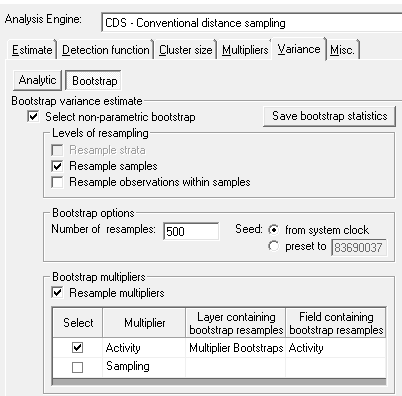 Analysis Engine: CDS - Conventional distance sampling
Estimate Detection function Cluster size Multipliers Variance Misc.
Analytic Bootstrap
Bootstrap variance estimate
Select non-parametric bootstrap Save bootstrap statistics
Levels of resampling
Resample strata
Resample samples
Resample observations within samples
Bootstrap options
Number of resamples: 500 Seed: from system clock
preset to 83690037
Bootstrap multipliers
Resample multipliers
Select Multiplier Layer containing bootstrap resamples Field containing bootstrap resamples
Activity Multiplier Bootstraps Activity
Sampling